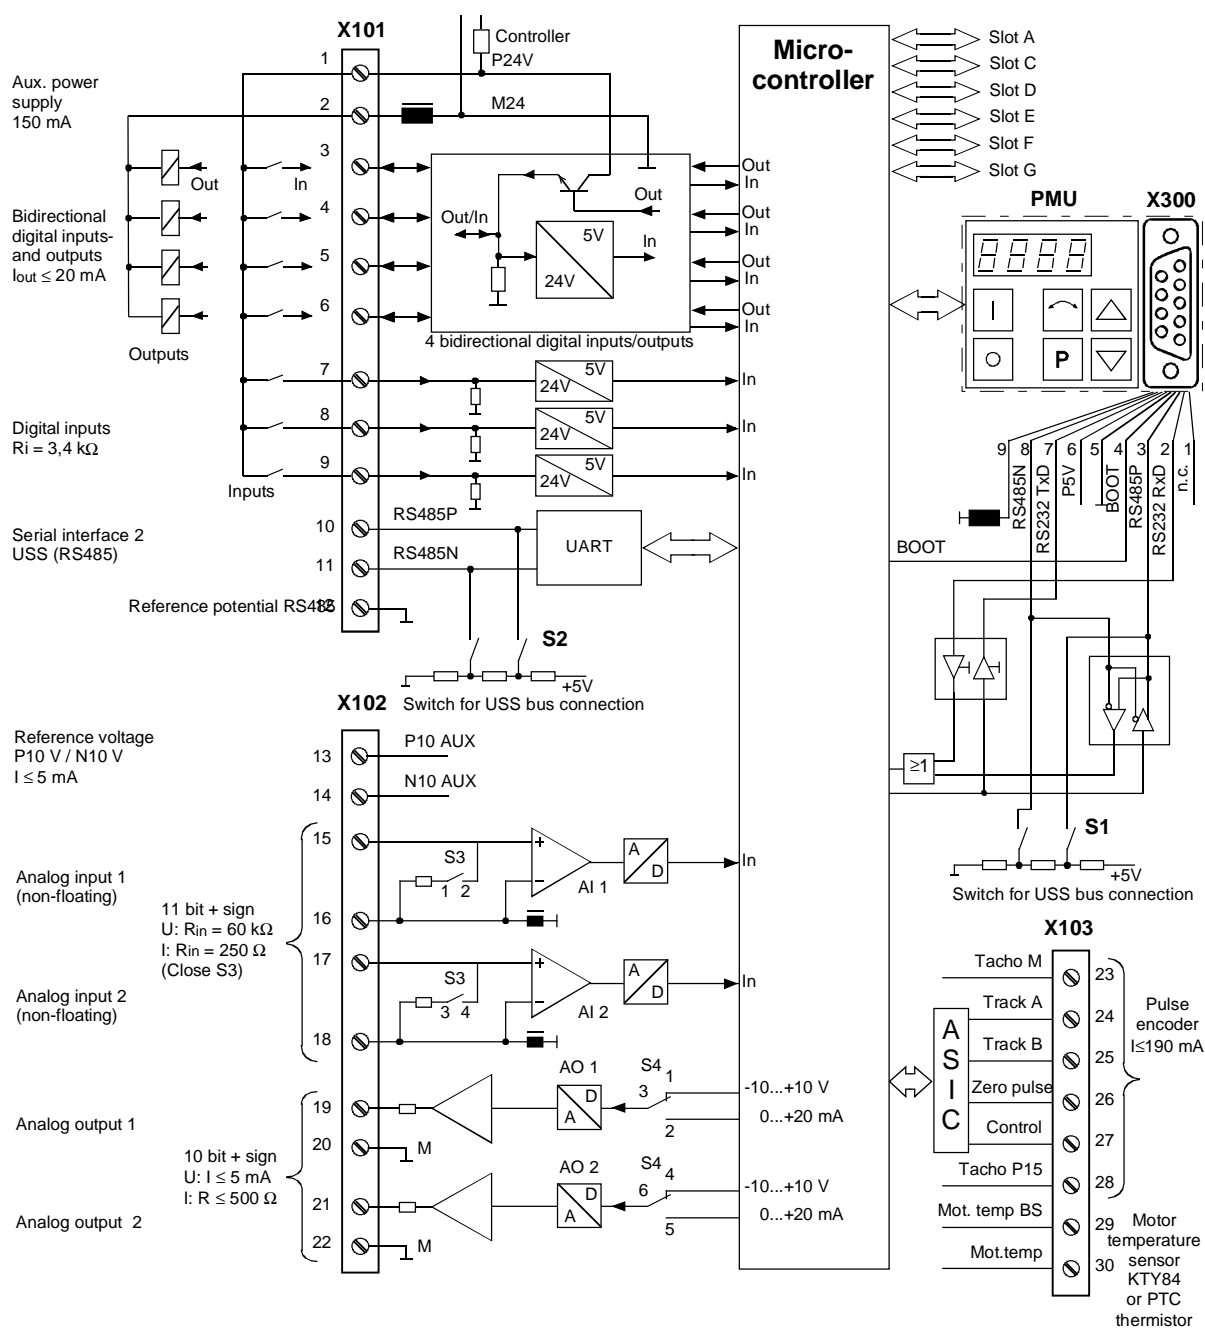 X101
Controller
P24V
1
Aux. power
supply
150 mA
2
M24
3
Out
In
4
Bidirectional
digital inputs-
and outputs
Iout ≤ 20 mA
5
6
Outputs
Out/In
Out
5V
24V
In
4 bidirectional digital inputs/outputs
Out
In
Out
In
Out
In
Out
In
7
5V
24V
In
8
5V
24V
In
Digital inputs
Ri = 3,4 kΩ
9
5V
24V
In
Inputs
10
RS485P
Serial interface 2
USS (RS485)
11
RS485N
UART
Reference potential RS485
12
S2
+5V
Switch for USS bus connection
Micro-
controller
Slot A
Slot C
Slot D
Slot E
Slot F
Slot G
PMU
X300
P
9
8
7
6
5
4
3
2
1
RS485N
RS232 TxD
P5V
BOOT
RS485P
RS232 RxD
n.c.
BOOT
≥1
S1
+5V
Switch for USS bus connection
X102
Reference voltage
P10 V / N10 V
I ≤ 5 mA
13
P10 AUX
14
N10 AUX
15
S3
1 2
+
−
AI 1
A
D
In
Analog input 1
(non-floating)
16
11 bit + sign
U: Rin = 60 kΩ
I: Rin = 250 Ω
(Close S3)
17
S3
3 4
+
−
AI 2
A
D
In
Analog input 2
(non-floating)
18
19
AO 1
D
A
S4
1
3
2
-10...+10 V
0...+20 mA
Analog output 1
20
M
10 bit + sign
U: I ≤ 5 mA
I: R ≤ 500 Ω
21
AO 2
D
A
S4
4
6
5
-10...+10 V
0...+20 mA
Analog output 2
22
M
X103
Tacho M
23
Track A
24
Track B
25
Zero pulse
26
Control
27
Tacho P15
28
Mot. temp BS
29
Mot.temp
30
ASIC
Pulse
encoder
I≤190 mA
Motor
temperature
sensor
KTY84
or PTC
thermistor